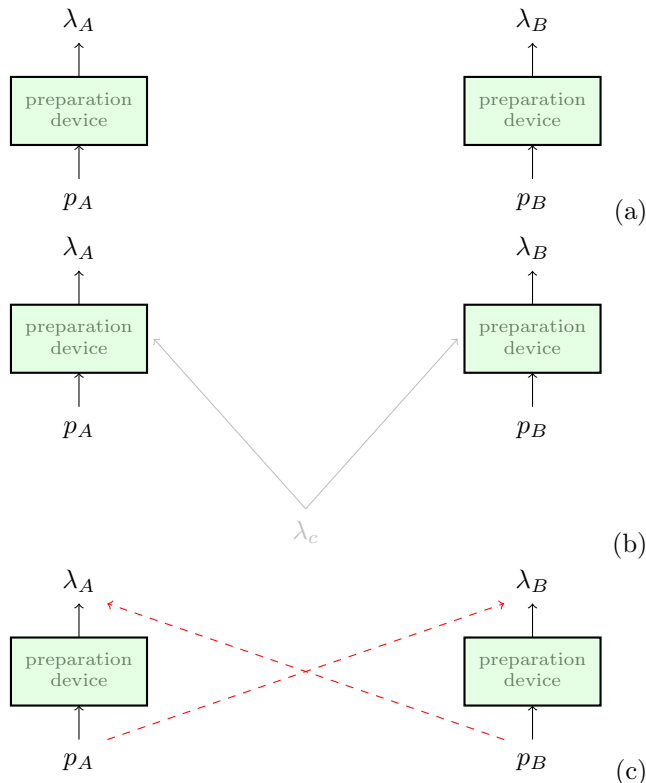 λ_A λ_B
preparation device preparation device
p_A p_B
(a)
λ_A λ_B
preparation device preparation device
p_A p_B
λ_c
(b)
λ_A λ_B
preparation device preparation device
p_A p_B
(c)